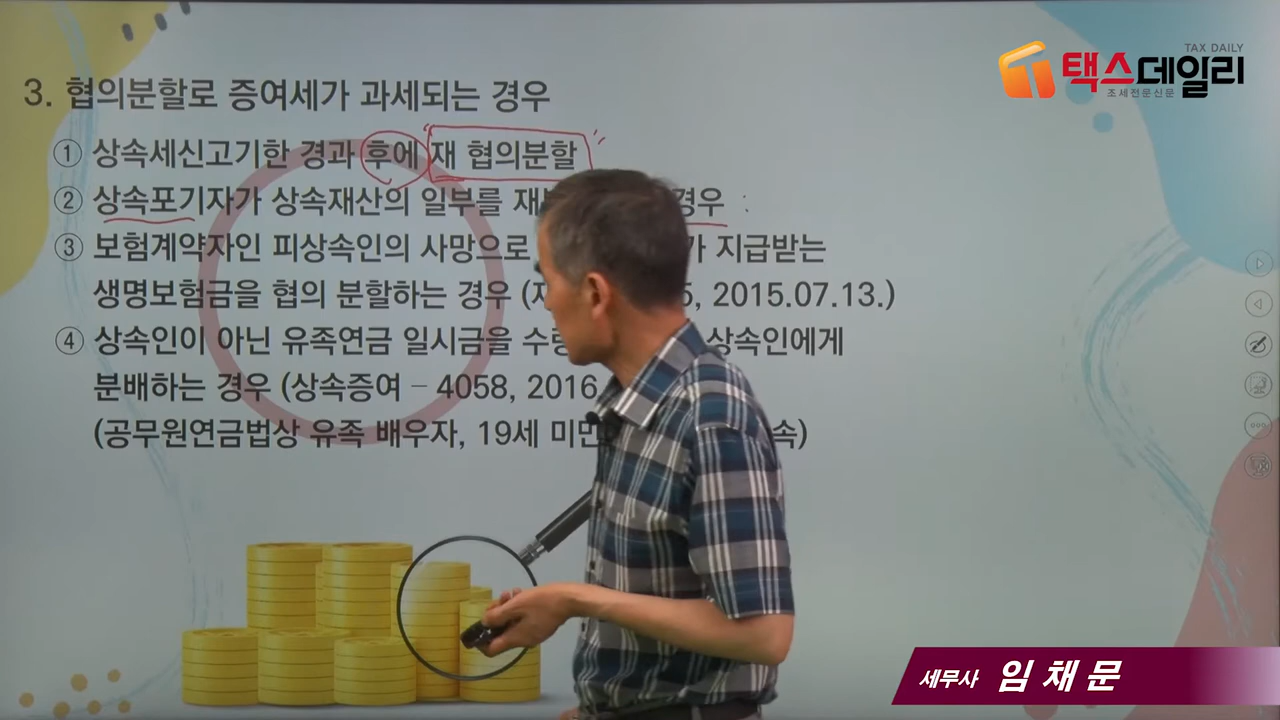 TAX DAILY
택스데일리
조세전문신문
3. 협의분할로 증여세가 과세되는 경우
① 상속세신고기한 경과 후에 재 협의분할
② 상속포기자가 상속재산의 일부를 경우 :
③ 보험계약자인 피상속인의 사망으로 지급받는
생명보험금을 협의 분할하는 경우 ( 5, 2015.07.13.)
④ 상속인이 아닌 유족연금 일시금을 상속인에게
분배하는 경우 (상속증여 – 4058, 2016
(공무원연금법상 유족 배우자, 19세 미만 속)
세무사 임 채 문